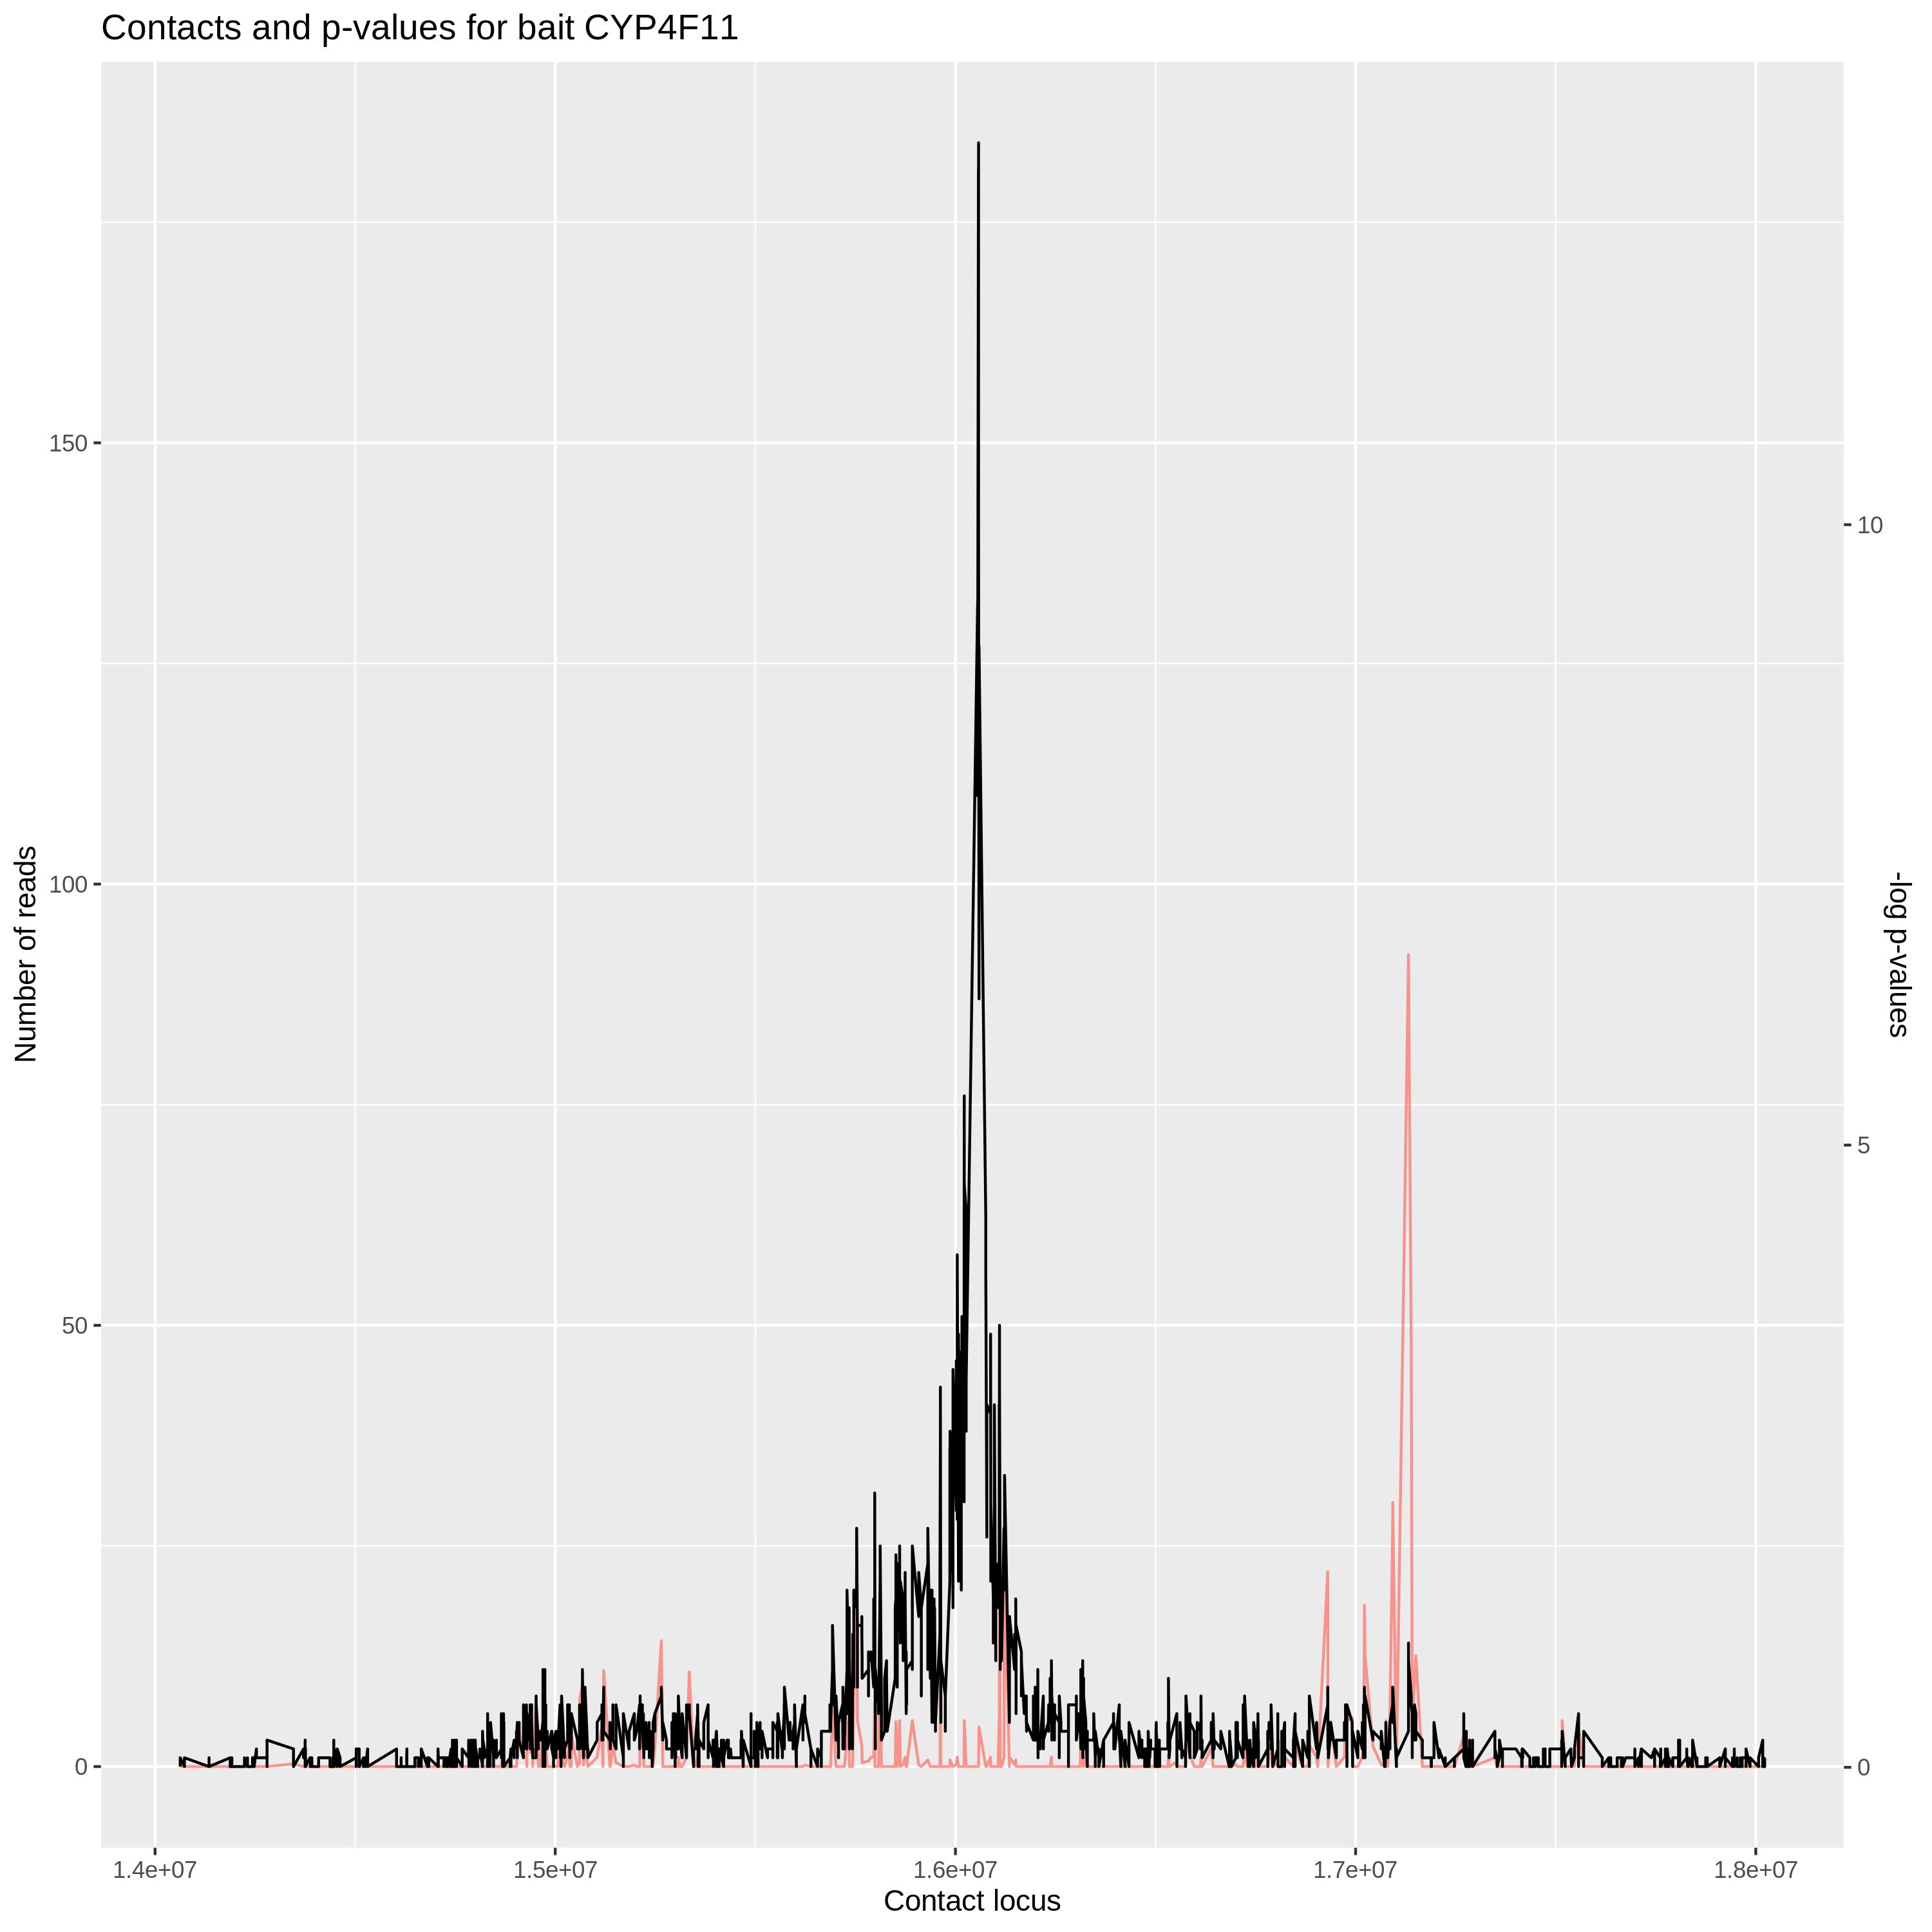 Contacts and p-values for bait CYP4F11
150
100
50
0
Number of reads
10
5
0
-log p-values
1.4e+07
1.5e+07
1.6e+07
1.7e+07
1.8e+07
Contact locus